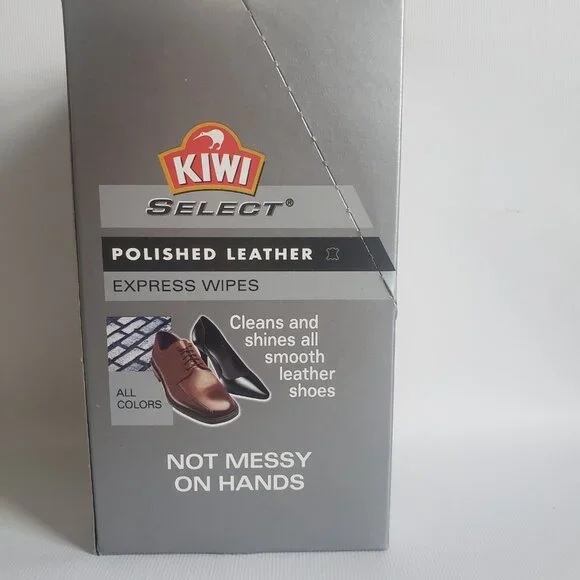 KIWI
SELECT®
POLISHED LEATHER
EXPRESS WIPES
Cleans and
shines all
smooth
leather
shoes
ALL
COLORS
NOT MESSY
ON HANDS